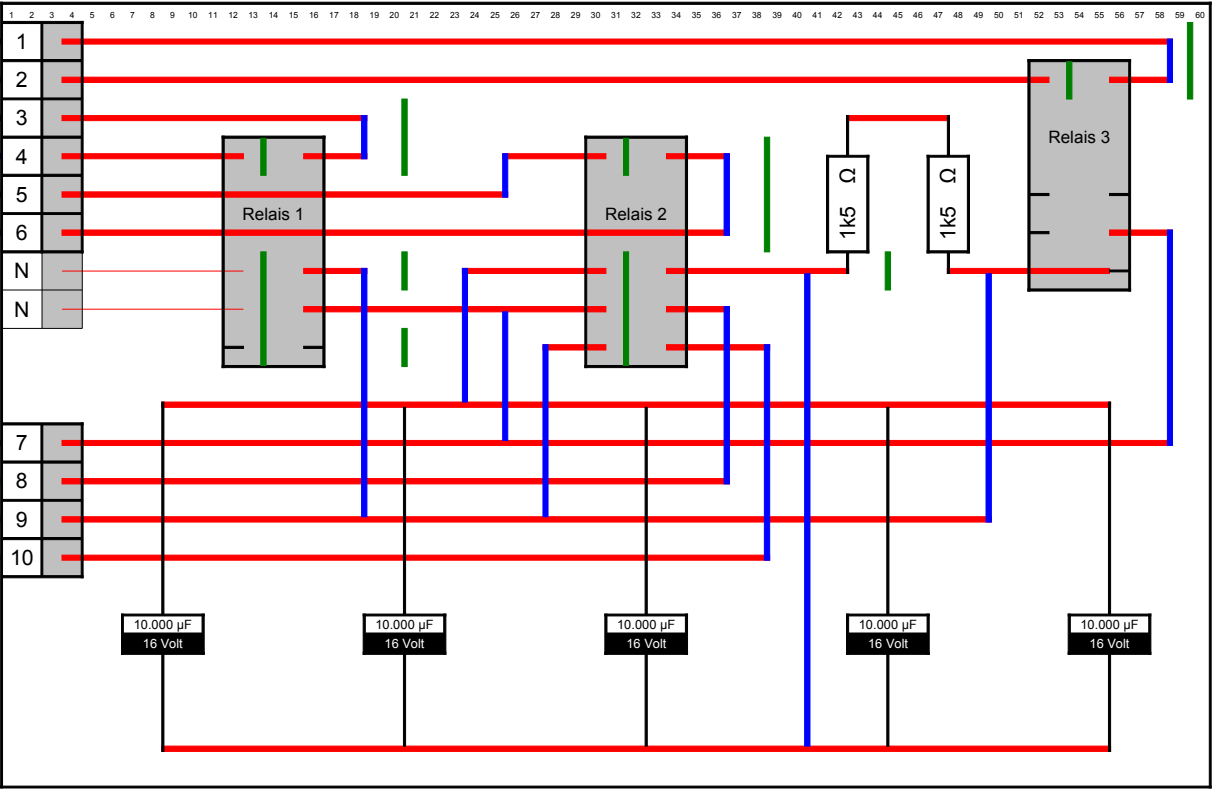 1 2 3 4 5 6 7 8 9 10 11 12 13 14 15 16 17 18 19 20 21 22 23 24 25 26 27 28 29 30 31 32 33 34 35 36 37 38 39 40 41 42 43 44 45 46 47 48 49 50 51 52 53 54 55 56 57 58 59 60
1
2
3
4
5
6
N
N
Relais 1
Relais 2
1k5 Ω
1k5 Ω
Relais 3
7
8
9
10
10.000 µF
16 Volt
10.000 µF
16 Volt
10.000 µF
16 Volt
10.000 µF
16 Volt
10.000 µF
16 Volt